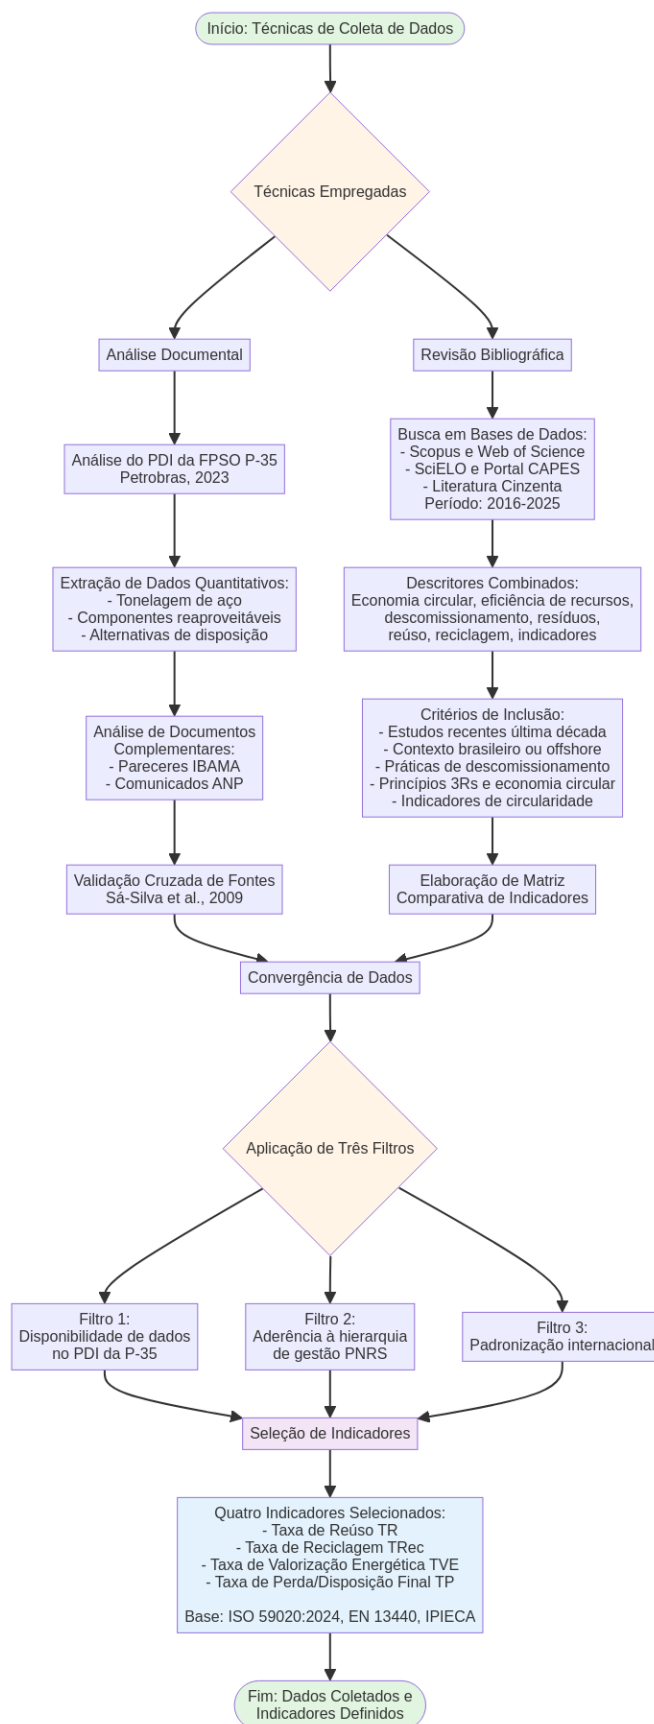 Início: Técnicas de Coleta de Dados
Técnicas Empregadas
Análise Documental
Revisão Bibliográfica
Análise do PDI da FPSO P-35
Petrobras, 2023
Busca em Bases de Dados:
- Scopus e Web of Science
- SciELO e Portal CAPES
- Literatura Cinzenta
Período: 2016-2025
Extração de Dados Quantitativos:
- Tonelagem de aço
- Componentes reaproveitáveis
- Alternativas de disposição
Descritores Combinados:
Economia circular, eficiência de recursos,
descomissionamento, resíduos,
reúso, reciclagem, indicadores
Análise de Documentos
Complementares:
- Pareceres IBAMA
- Comunicados ANP
Critérios de Inclusão:
- Estudos recentes última década
- Contexto brasileiro ou offshore
- Práticas de descomissionamento
- Princípios 3Rs e economia circular
- Indicadores de circularidade
Validação Cruzada de Fontes
Sá-Silva et al., 2009
Elaboração de Matriz
Comparativa de Indicadores
Convergência de Dados
Aplicação de Três Filtros
Filtro 1:
Disponibilidade de dados
no PDI da P-35
Filtro 2:
Aderência à hierarquia
de gestão PNRS
Filtro 3:
Padronização internacional
Seleção de Indicadores
Quatro Indicadores Selecionados:
- Taxa de Reúso TR
- Taxa de Reciclagem TRec
- Taxa de Valorização Energética TVE
- Taxa de Perda/Disposição Final TP
Base: ISO 59020:2024, EN 13440, IPIECA
Fim: Dados Coletados e
Indicadores Definidos